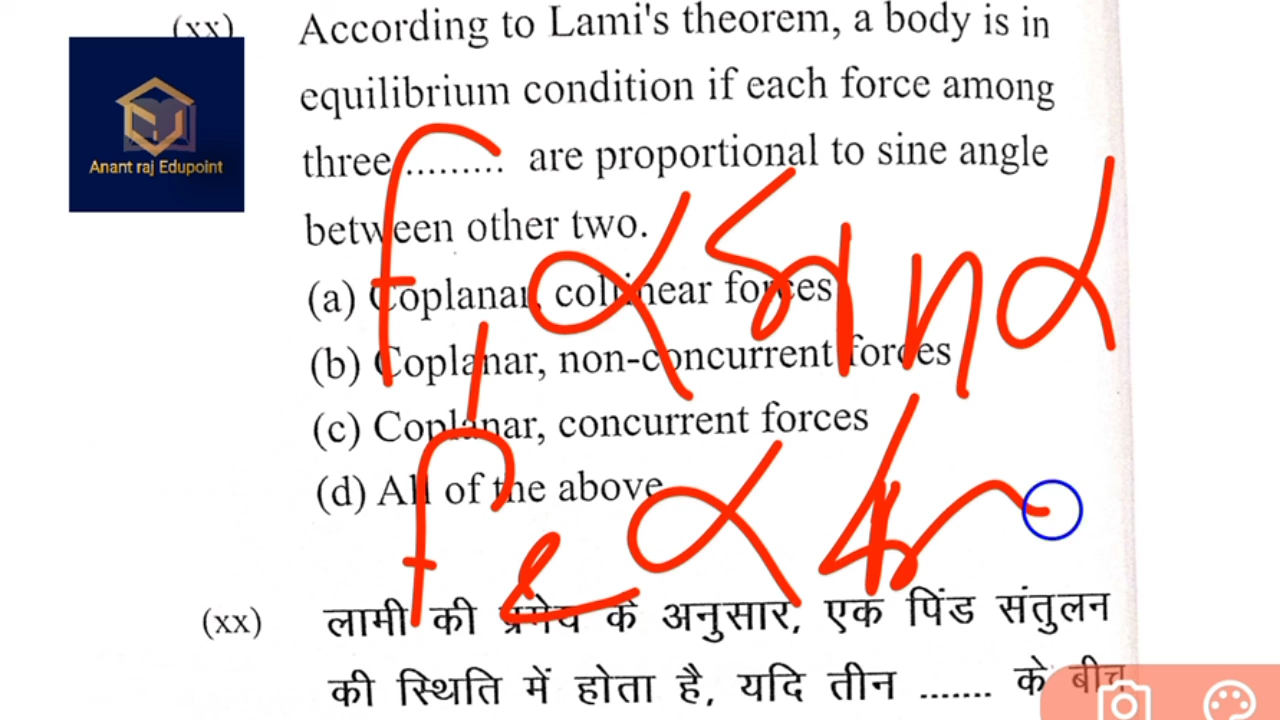 (xx) According to Lami's theorem, a body is in
equilibrium condition if each force among
three ......... are proportional to sine angle
between other two.
(a) Coplanar, collinear forces
(b) Coplanar, non-concurrent forces
(c) Coplanar, concurrent forces
(d) All of the above
Anant raj Edupoint
F₁ α sin α
F₂ α
(xx) लामी की प्रमेय के अनुसार, एक पिंड संतुलन
की स्थिति में होता है, यदि तीन ....... के बीच